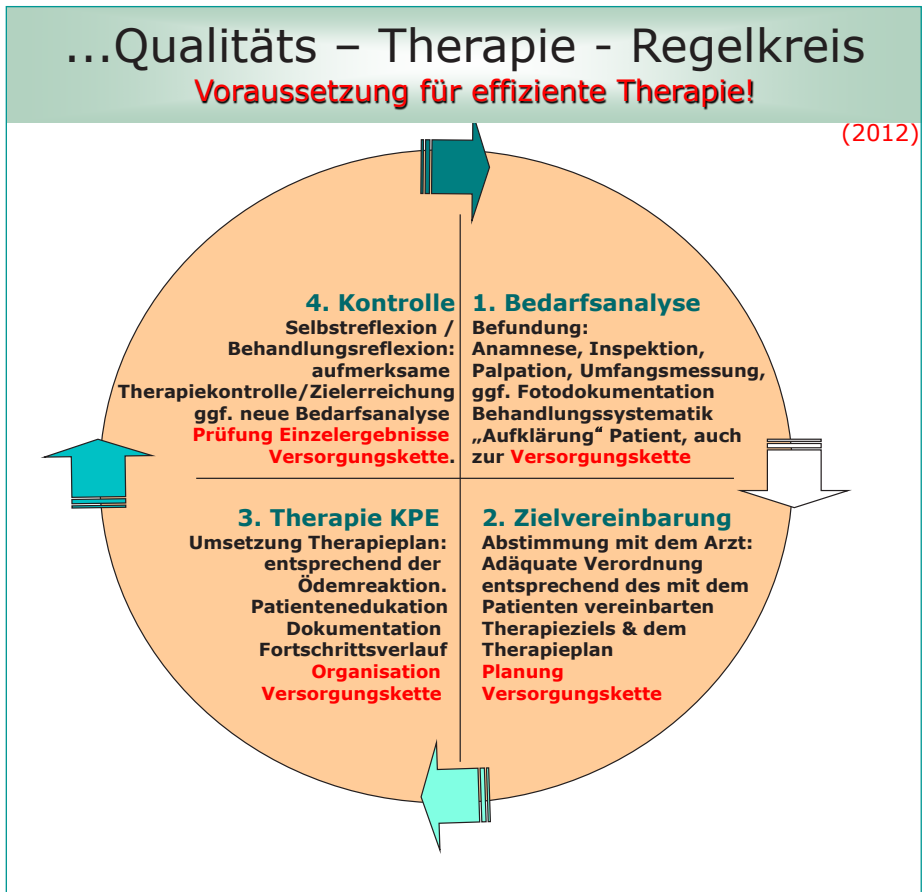 ...Qualitäts – Therapie - Regelkreis
Voraussetzung für effiziente Therapie!
(2012)
4. Kontrolle
Selbstreflexion /
Behandlungsreflexion:
aufmerksame
Therapiekontrolle/Zielerreichung
ggf. neue Bedarfsanalyse
Prüfung Einzelergebnisse
Versorgungskette.
1. Bedarfsanalyse
Befundung:
Anamnese, Inspektion,
Palpation, Umfangsmessung,
ggf. Fotodokumentation
Behandlungssystematik
„Aufklärung“ Patient, auch
zur Versorgungskette
3. Therapie KPE
Umsetzung Therapieplan:
entsprechend der
Ödemreaktion.
Patientenedukation
Dokumentation
Fortschrittsverlauf
Organisation
Versorgungskette
2. Zielvereinbarung
Abstimmung mit dem Arzt:
Adäquate Verordnung
entsprechend des mit dem
Patienten vereinbarten
Therapieziels & dem
Therapieplan
Planung
Versorgungskette